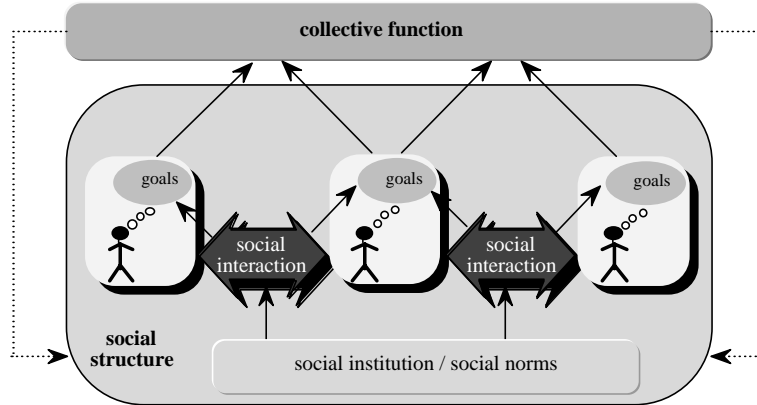 collective function
goals
goals
goals
social
interaction
social
interaction
social
structure
social institution / social norms